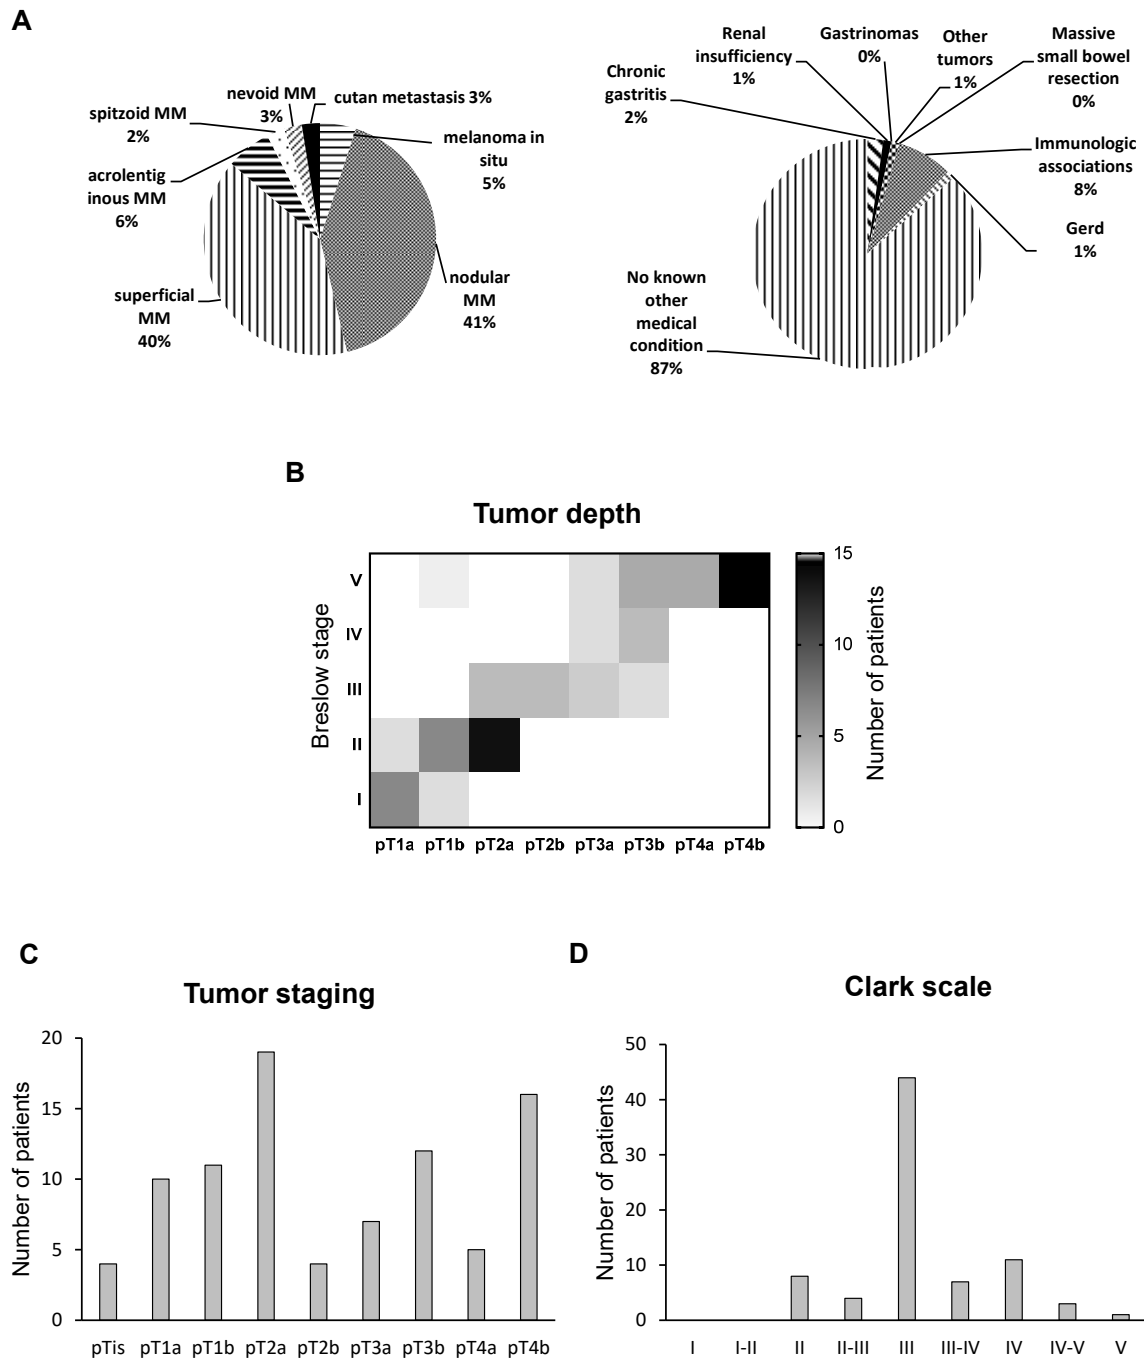 A
spitzoid MM
2%
nevoid MM
3%
cutan metastasis 3%
melanoma in
situ
5%
acrolentig
inous MM
6%
superficial
MM
40%
nodular
MM
41%
Chronic
gastritis
2%
Renal
insufficiency
1%
Gastrinomas
0%
Other
tumors
1%
Massive
small bowel
resection
0%
Immunologic
associations
8%
Gerd
1%
No known
other
medical
condition
87%
B
Tumor depth
Breslow stage
V
IV
III
II
I
pT1a pT1b pT2a pT2b pT3a pT3b pT4a pT4b
15
10
5
0
Number of patients
C
Tumor staging
Number of patients
20
15
10
5
0
pTis pT1a pT1b pT2a pT2b pT3a pT3b pT4a pT4b
D
Clark scale
Number of patients
50
40
30
20
10
0
I I-II II II-III III III-IV IV IV-V V